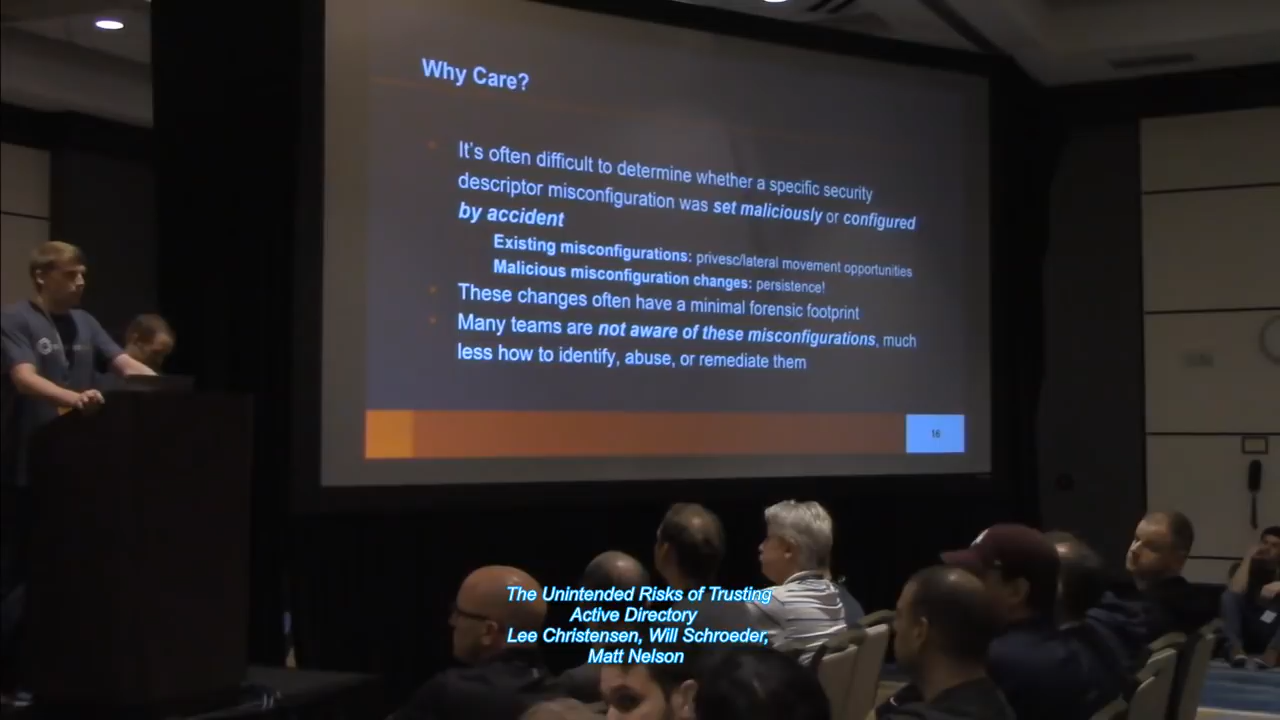 Why Care?
It's often difficult to determine whether a specific security
descriptor misconfiguration was set maliciously or configured
by accident
Existing misconfigurations: privesc/lateral movement opportunities
Malicious misconfiguration changes: persistence!
These changes often have a minimal forensic footprint
Many teams are not aware of these misconfigurations, much
less how to identify, abuse, or remediate them
16
The Unintended Risks of Trusting
Active Directory
Lee Christensen, Will Schroeder,
Matt Nelson